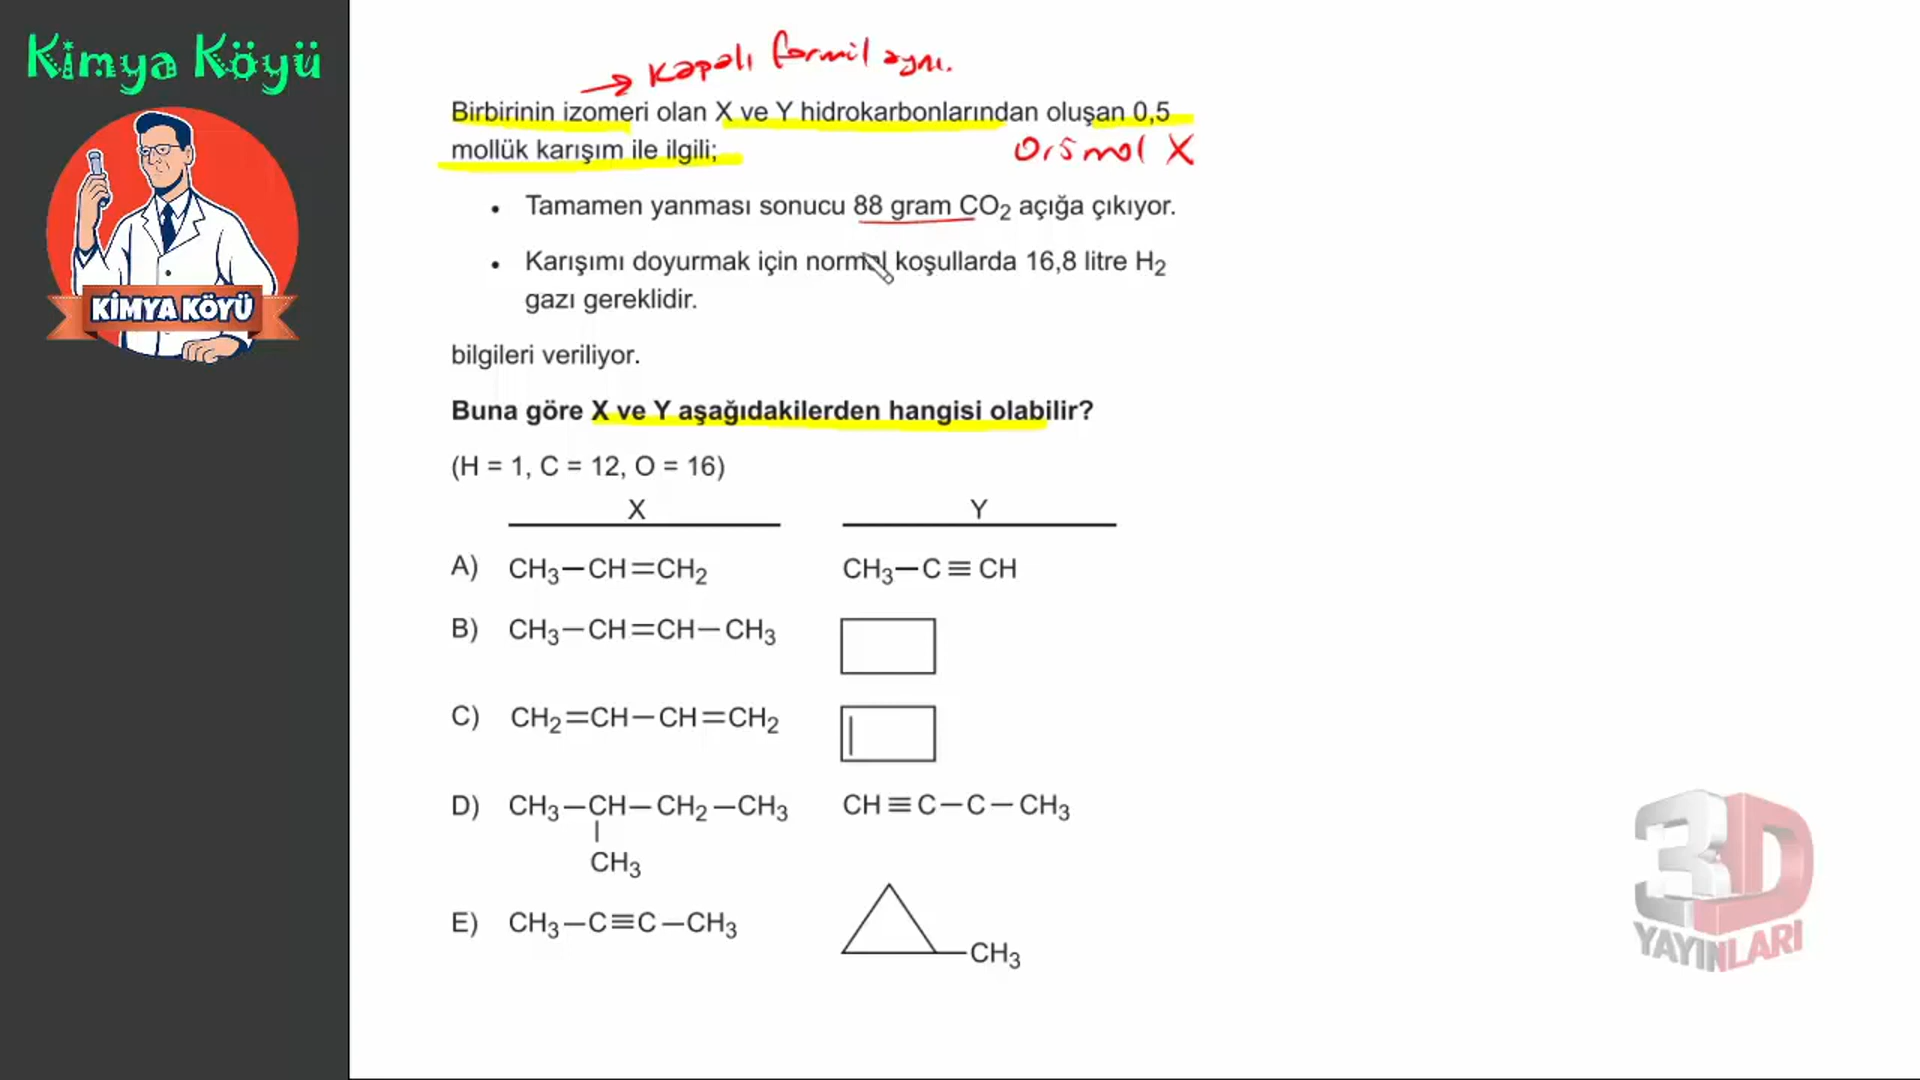 Kimya Köyü
KİMYA KÖYÜ
→ Kapalı formil aynı.
Birbirinin izomeri olan X ve Y hidrokarbonlarından oluşan 0,5
mollük karışım ile ilgili;
0,5 mol X
• Tamamen yanması sonucu 88 gram CO2 açığa çıkıyor.
• Karışımı doyurmak için normal koşullarda 16,8 litre H2
gazı gereklidir.
bilgileri veriliyor.
Buna göre X ve Y aşağıdakilerden hangisi olabilir?
(H = 1, C = 12, O = 16)
X Y
A) CH3—CH=CH2 CH3—C≡CH
B) CH3—CH=CH—CH3
C) CH2=CH—CH=CH2
D) CH3—CH—CH2—CH3 CH≡C—C—CH3
CH3
E) CH3—C≡C—CH3 —CH3
3D
YAYINLARI